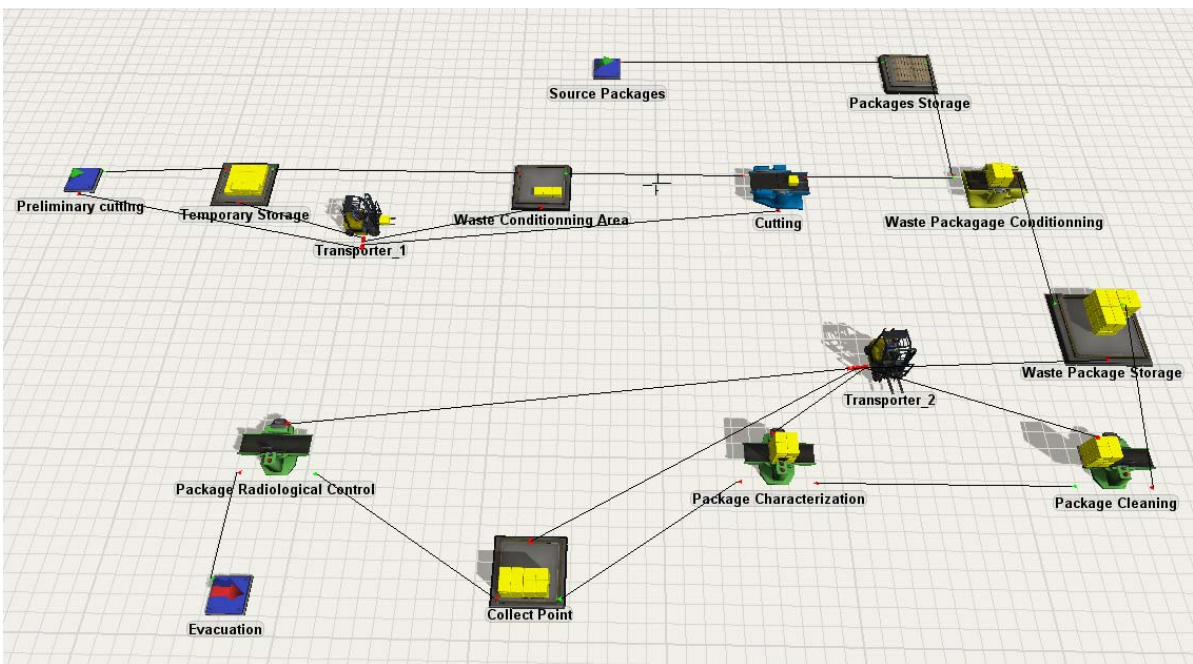 Source Packages
Packages Storage
Preliminary cutting
Temporary Storage
Waste Conditionning Area
Cutting
Waste Packagage Conditionning
Transporter_1
Waste Package Storage
Transporter_2
Package Radiological Control
Package Characterization
Package Cleaning
Collect Point
Evacuation